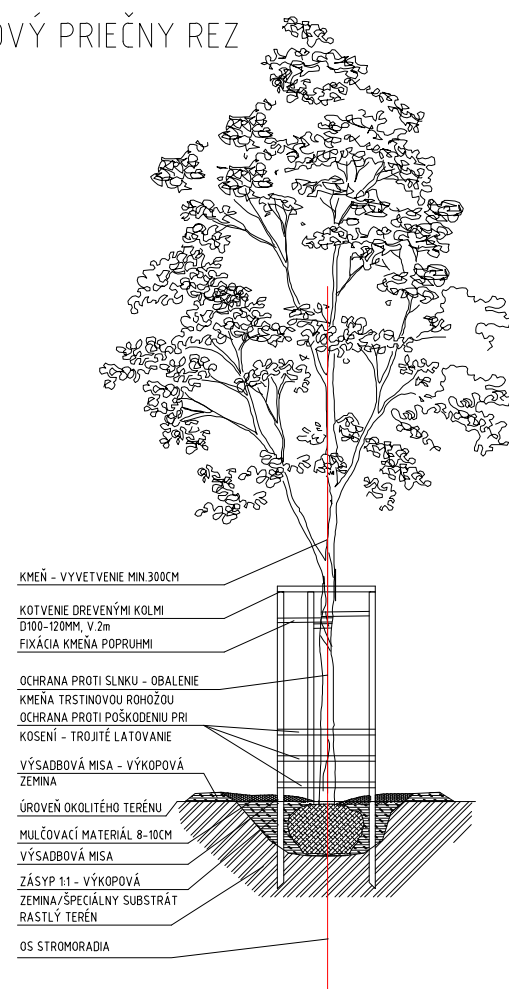 OVÝ PRIEČNY REZ
KMEŇ - VYVETVENIE MIN.300CM
KOTVENIE DREVENÝMI KOLMI
D100-120MM, V.2m
FIXÁCIA KMEŇA POPRUHMI
OCHRANA PROTI SLNKU - OBALENIE
KMEŇA TRSTINOVOU ROHOŽOU
OCHRANA PROTI POŠKODENIU PRI
KOSENÍ - TROJITÉ LATOVANIE
VÝSADBOVÁ MISA - VÝKOPOVÁ
ZEMINA
ÚROVEŇ OKOLITÉHO TERÉNU
MULČOVACÍ MATERIÁL 8-10CM
VÝSADBOVÁ MISA
ZÁSYP 1:1 - VÝKOPOVÁ
ZEMINA/ŠPECIÁLNY SUBSTRÁT
RASTLÝ TERÉN
OS STROMORADIA